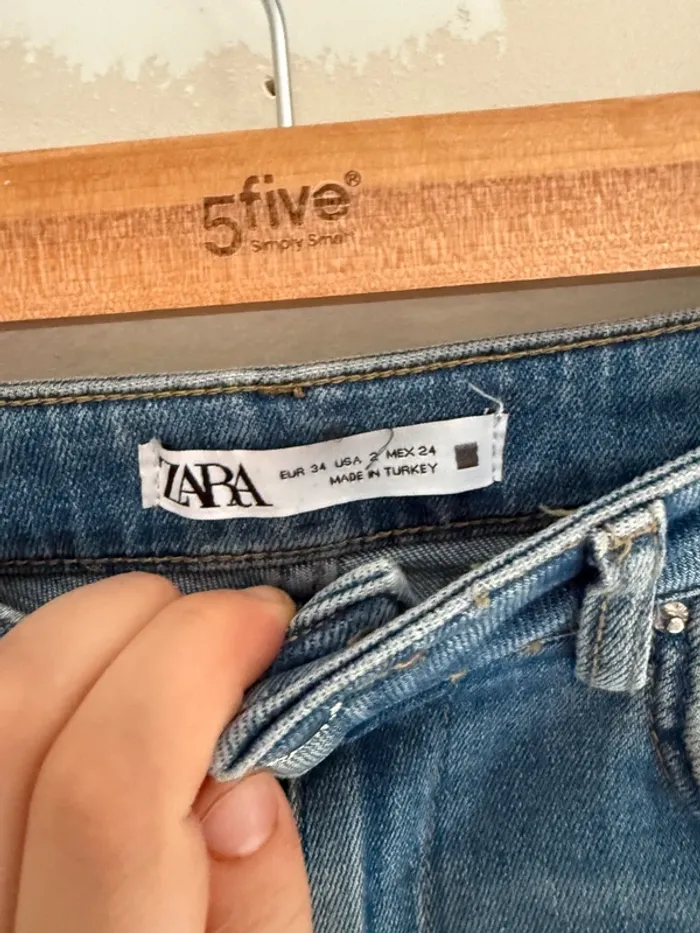 5five®
Simply Smart
ZARA
EUR 34 USA 2 MEX 24
MADE IN TURKEY